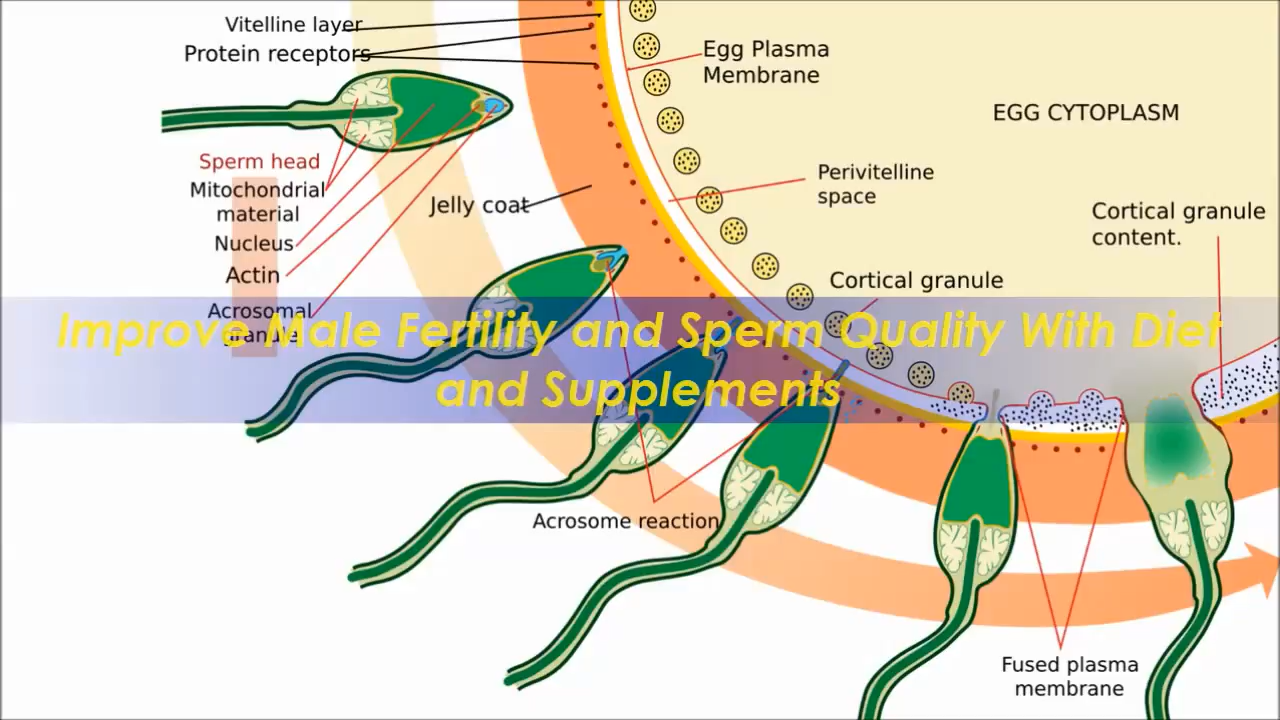 Vitelline layer
Protein receptors
Egg Plasma
Membrane
EGG CYTOPLASM
Sperm head
Mitochondrial
material
Nucleus
Actin
Acrosomal
granule
Jelly coat
Perivitelline
space
Cortical granule
content.
Cortical granule
Improve Male Fertility and Sperm Quality With Diet
and Supplements
Acrosome reaction
Fused plasma
membrane